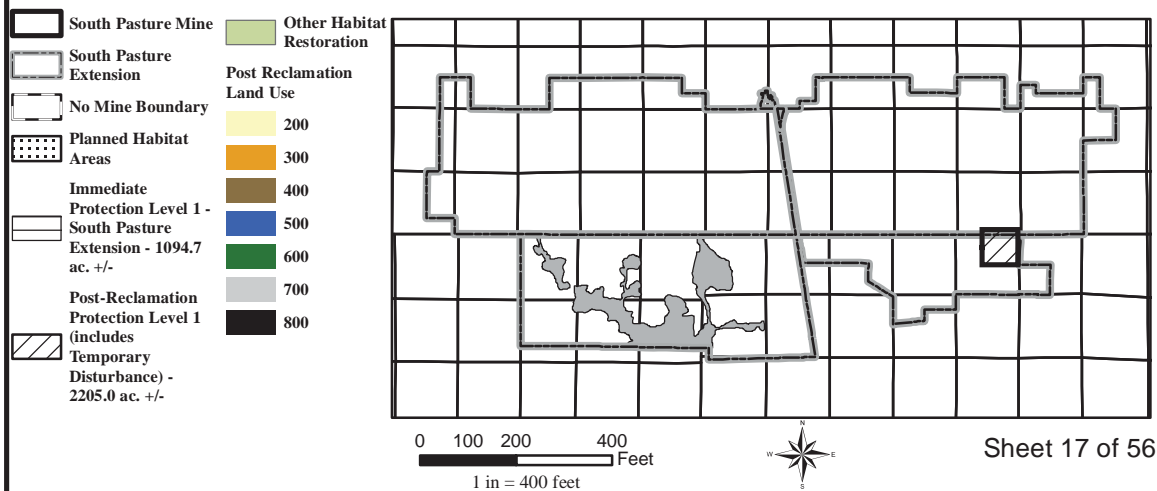 South Pasture Mine
South Pasture
Extension
No Mine Boundary
Planned Habitat
Areas
Immediate
Protection Level 1 -
South Pasture
Extension - 1094.7
ac. +/-
Post-Reclamation
Protection Level 1
(includes
Temporary
Disturbance) -
2205.0 ac. +/-
Other Habitat
Restoration
Post Reclamation
Land Use
200
300
400
500
600
700
800
0 100 200 400
Feet
1 in = 400 feet
N
W E
S
Sheet 17 of 56